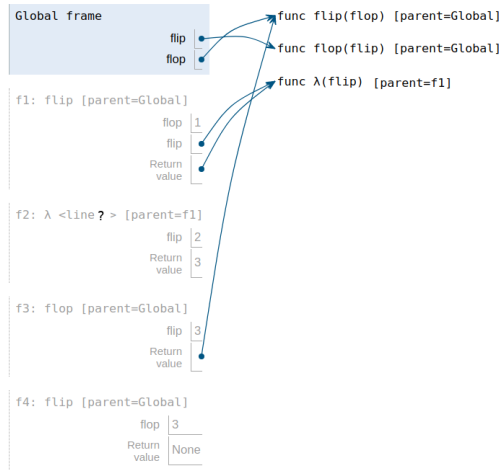 Global frame
flip
flop
func flip(flop) [parent=Global]
func flop(flip) [parent=Global]
func λ(flip) [parent=f1]
f1: flip [parent=Global]
flop 1
flip
Return
value
f2: λ <line ? > [parent=f1]
flip 2
Return
value 3
f3: flop [parent=Global]
flip 3
Return
value
f4: flip [parent=Global]
flop 3
Return
value None